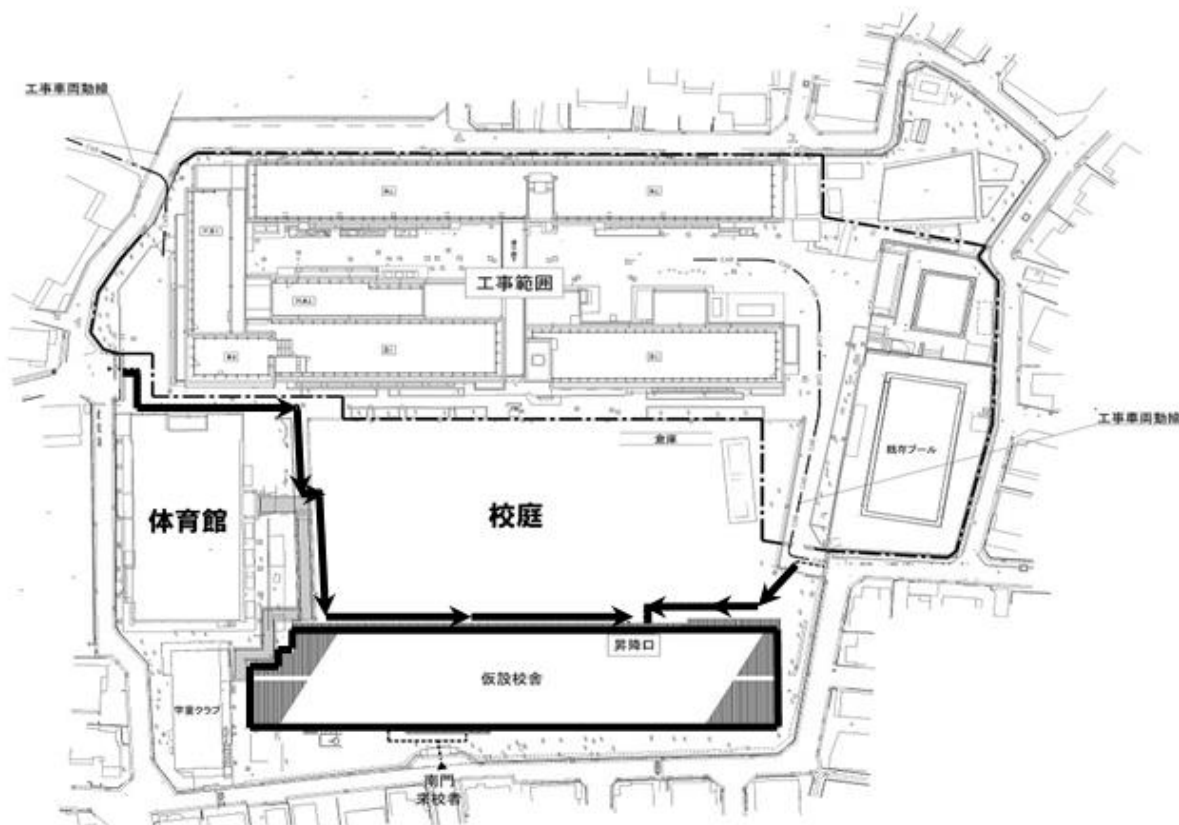 工事車両動線
工事範囲
工事車両動線
倉庫
既存プール
体育館
校庭
昇降口
仮設校舎
学童クラブ
南門
来校者